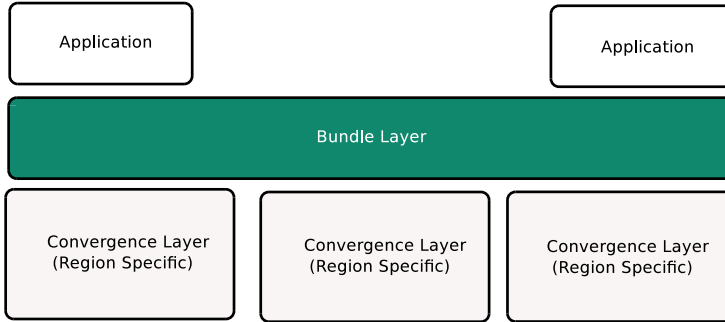 Application
Application
Bundle Layer
Convergence Layer
(Region Specific)
Convergence Layer
(Region Specific)
Convergence Layer
(Region Specific)